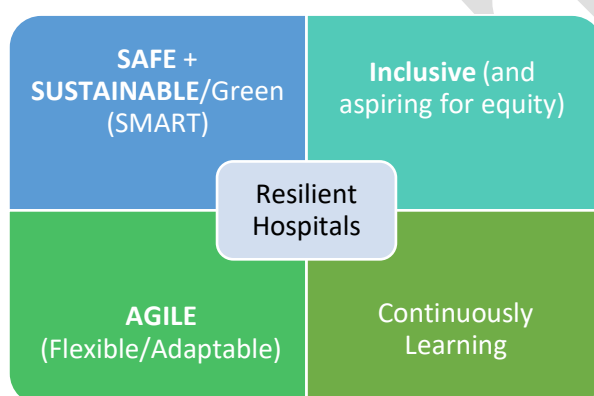 SAFE +
SUSTAINABLE/Green
(SMART)
Inclusive (and
aspiring for equity)
Resilient
Hospitals
AGILE
(Flexible/Adaptable)
Continuously
Learning